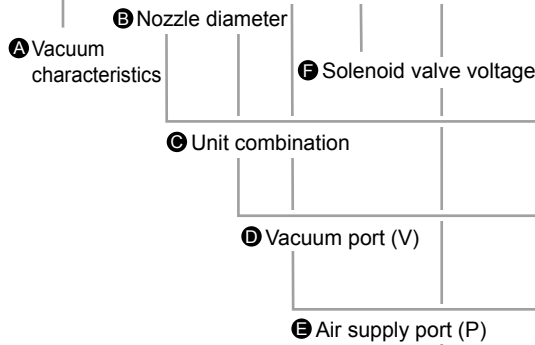 B Nozzle diameter
A Vacuum
characteristics
F Solenoid valve voltage
C Unit combination
D Vacuum port (V)
E Air supply port (P)